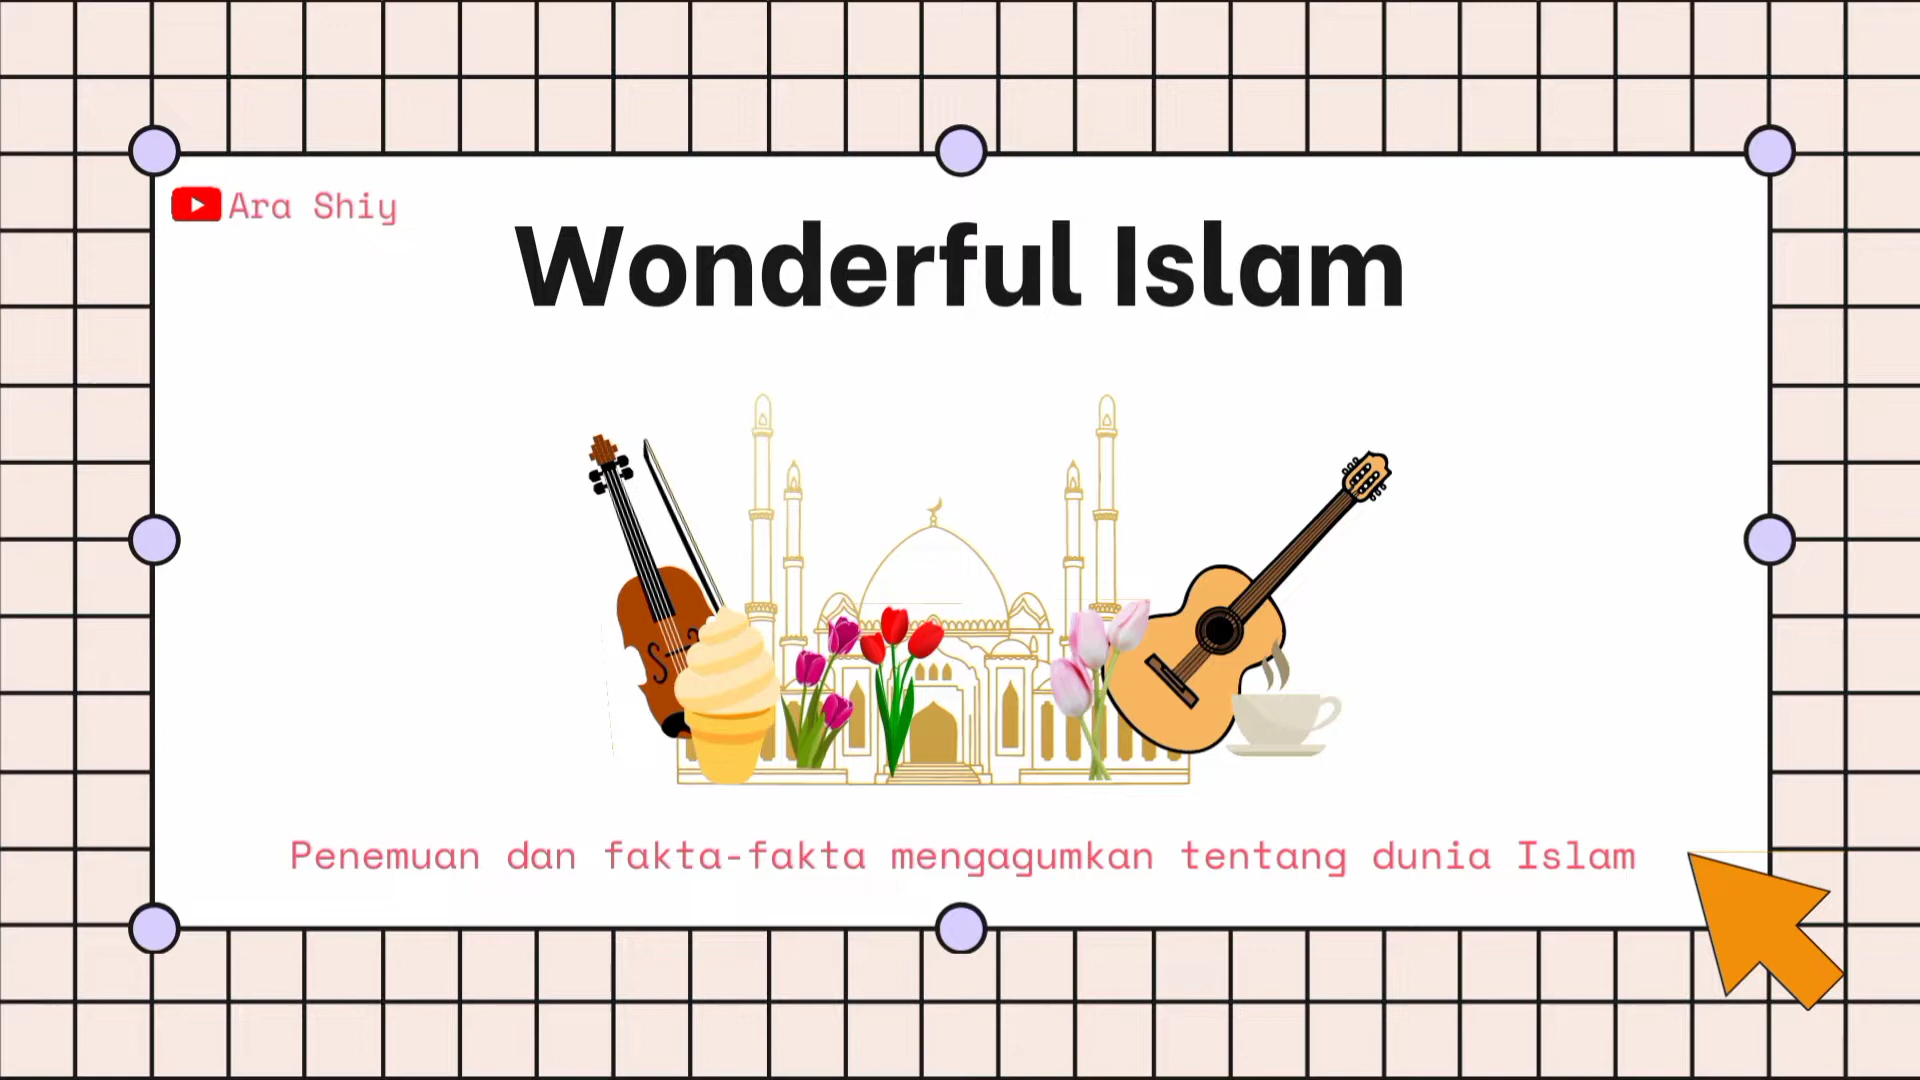 Ara Shiy
Wonderful Islam
Penemuan dan fakta-fakta mengagumkan tentang dunia Islam